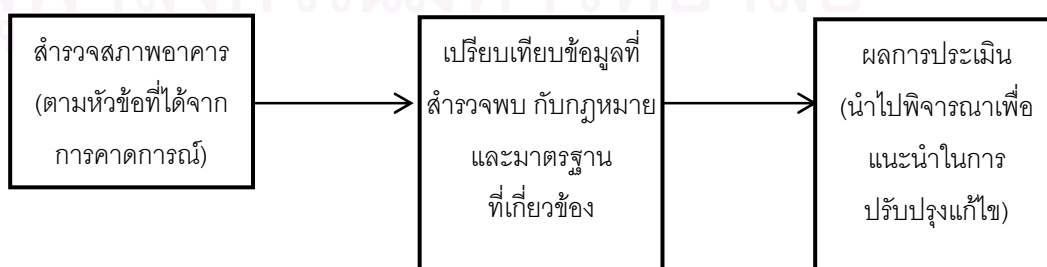 สำรวจสภาพอาคาร
(ตามหัวข้อที่ได้จาก
การคาดการณ์)
เปรียบเทียบข้อมูลที่
สำรวจพบ กับกฎหมาย
และมาตรฐาน
ที่เกี่ยวข้อง
ผลการประเมิน
(นำไปพิจารณาเพื่อ
แนะนำในการ
ปรับปรุงแก้ไข)